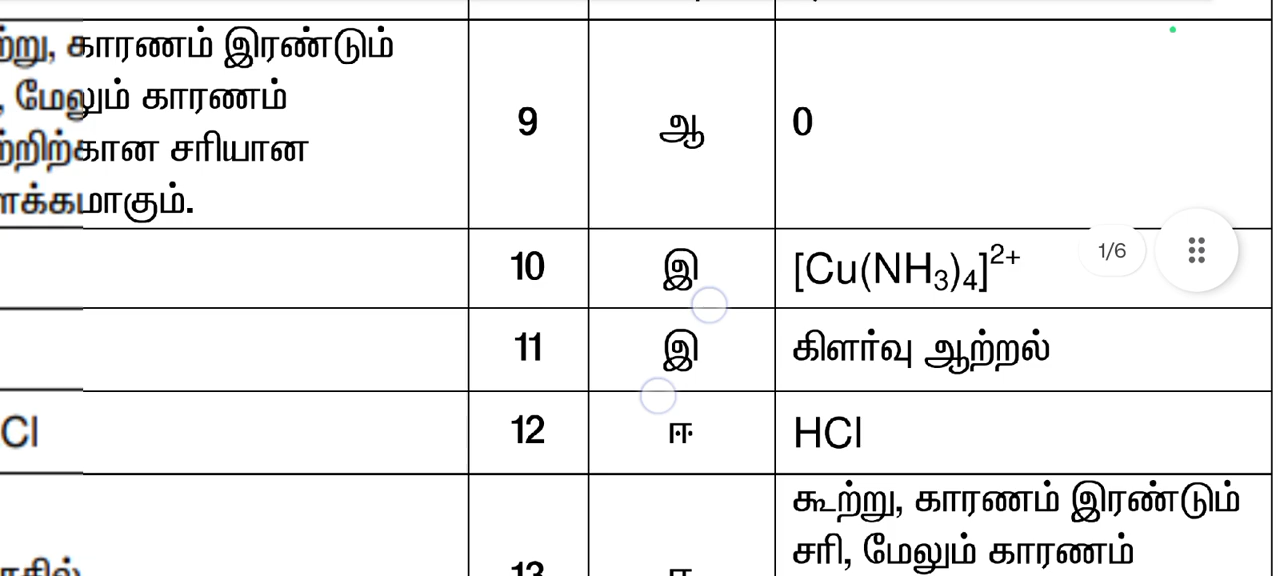 காரணம் இரண்டும்
மேலும் காரணம்
சரியான
9 ஆ 0
10 இ [Cu(NH₃)₄]²⁺
1/6
11 இ கிளர்வு ஆற்றல்
Cl
12 ஈ HCl
கூற்று, காரணம் இரண்டும்
சரி, மேலும் காரணம்
13